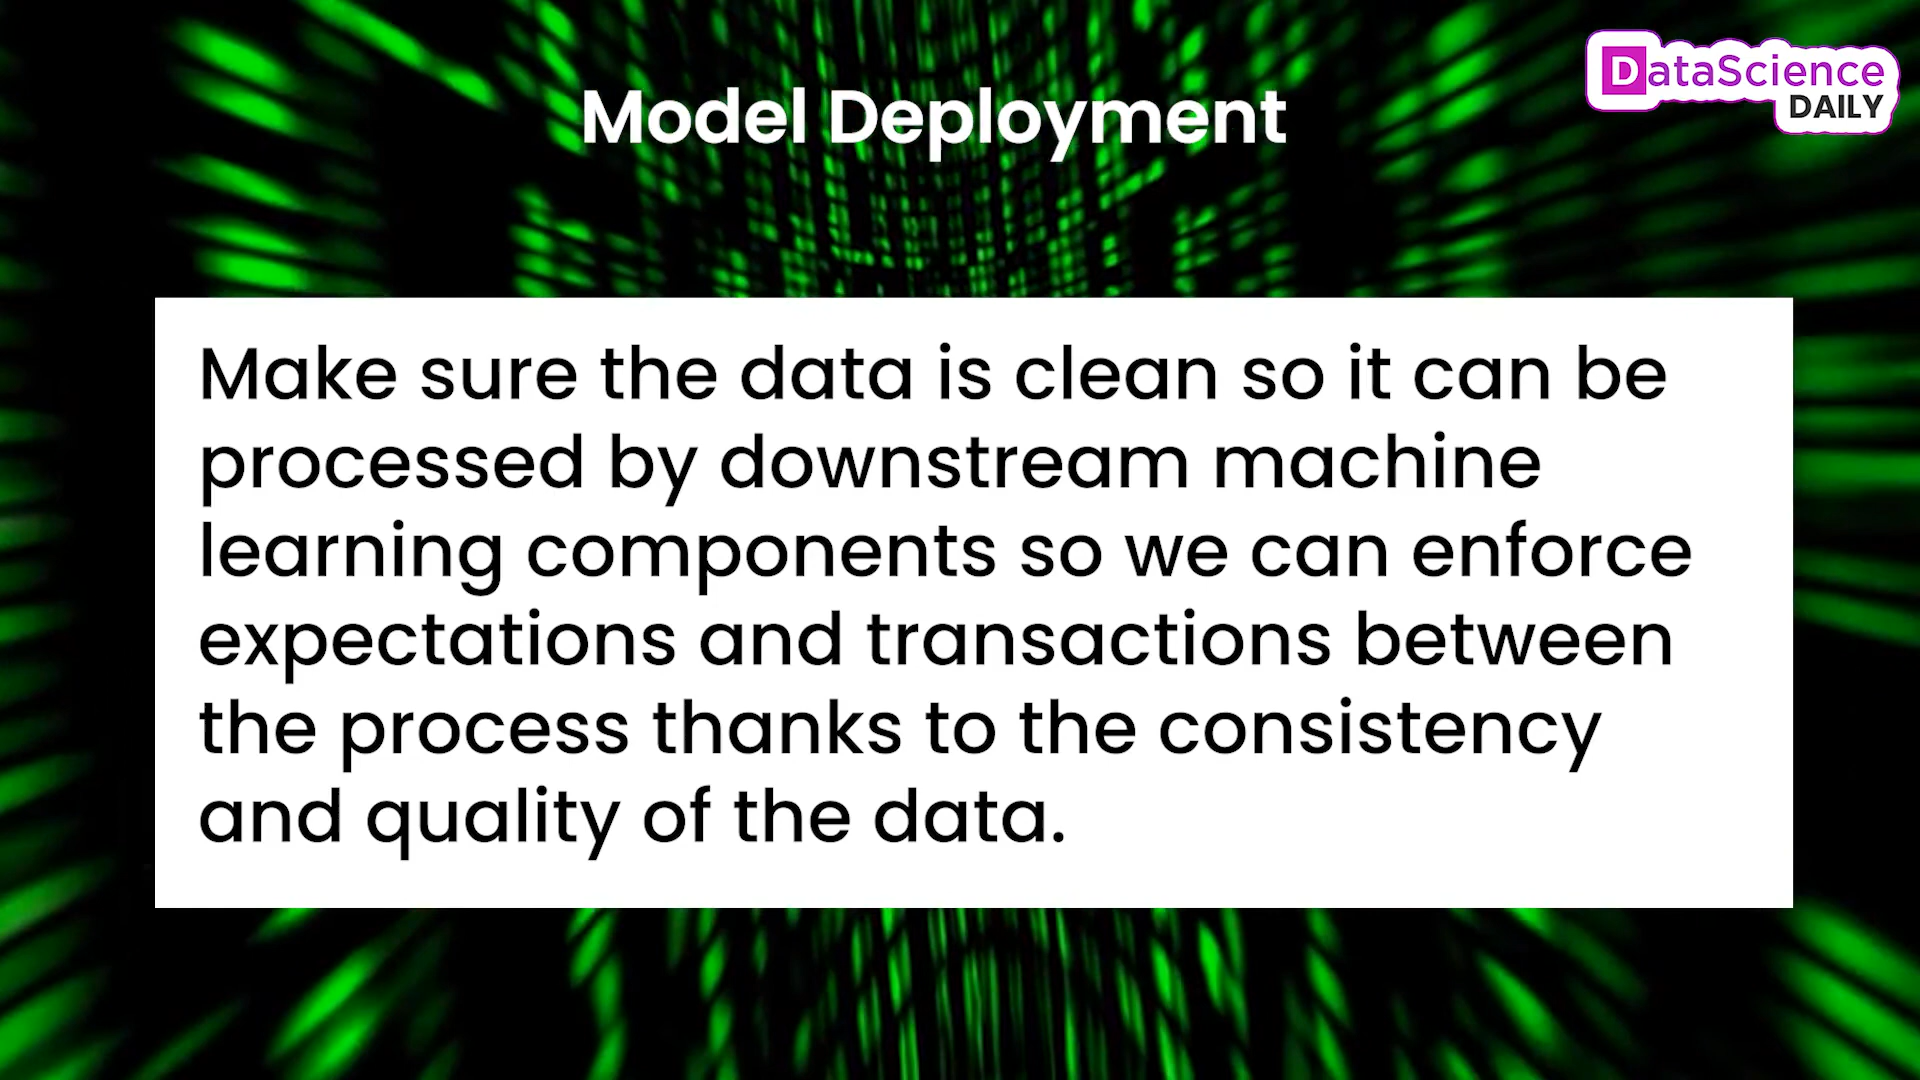 DataScience
DAILY
Model Deployment
Make sure the data is clean so it can be
processed by downstream machine
learning components so we can enforce
expectations and transactions between
the process thanks to the consistency
and quality of the data.